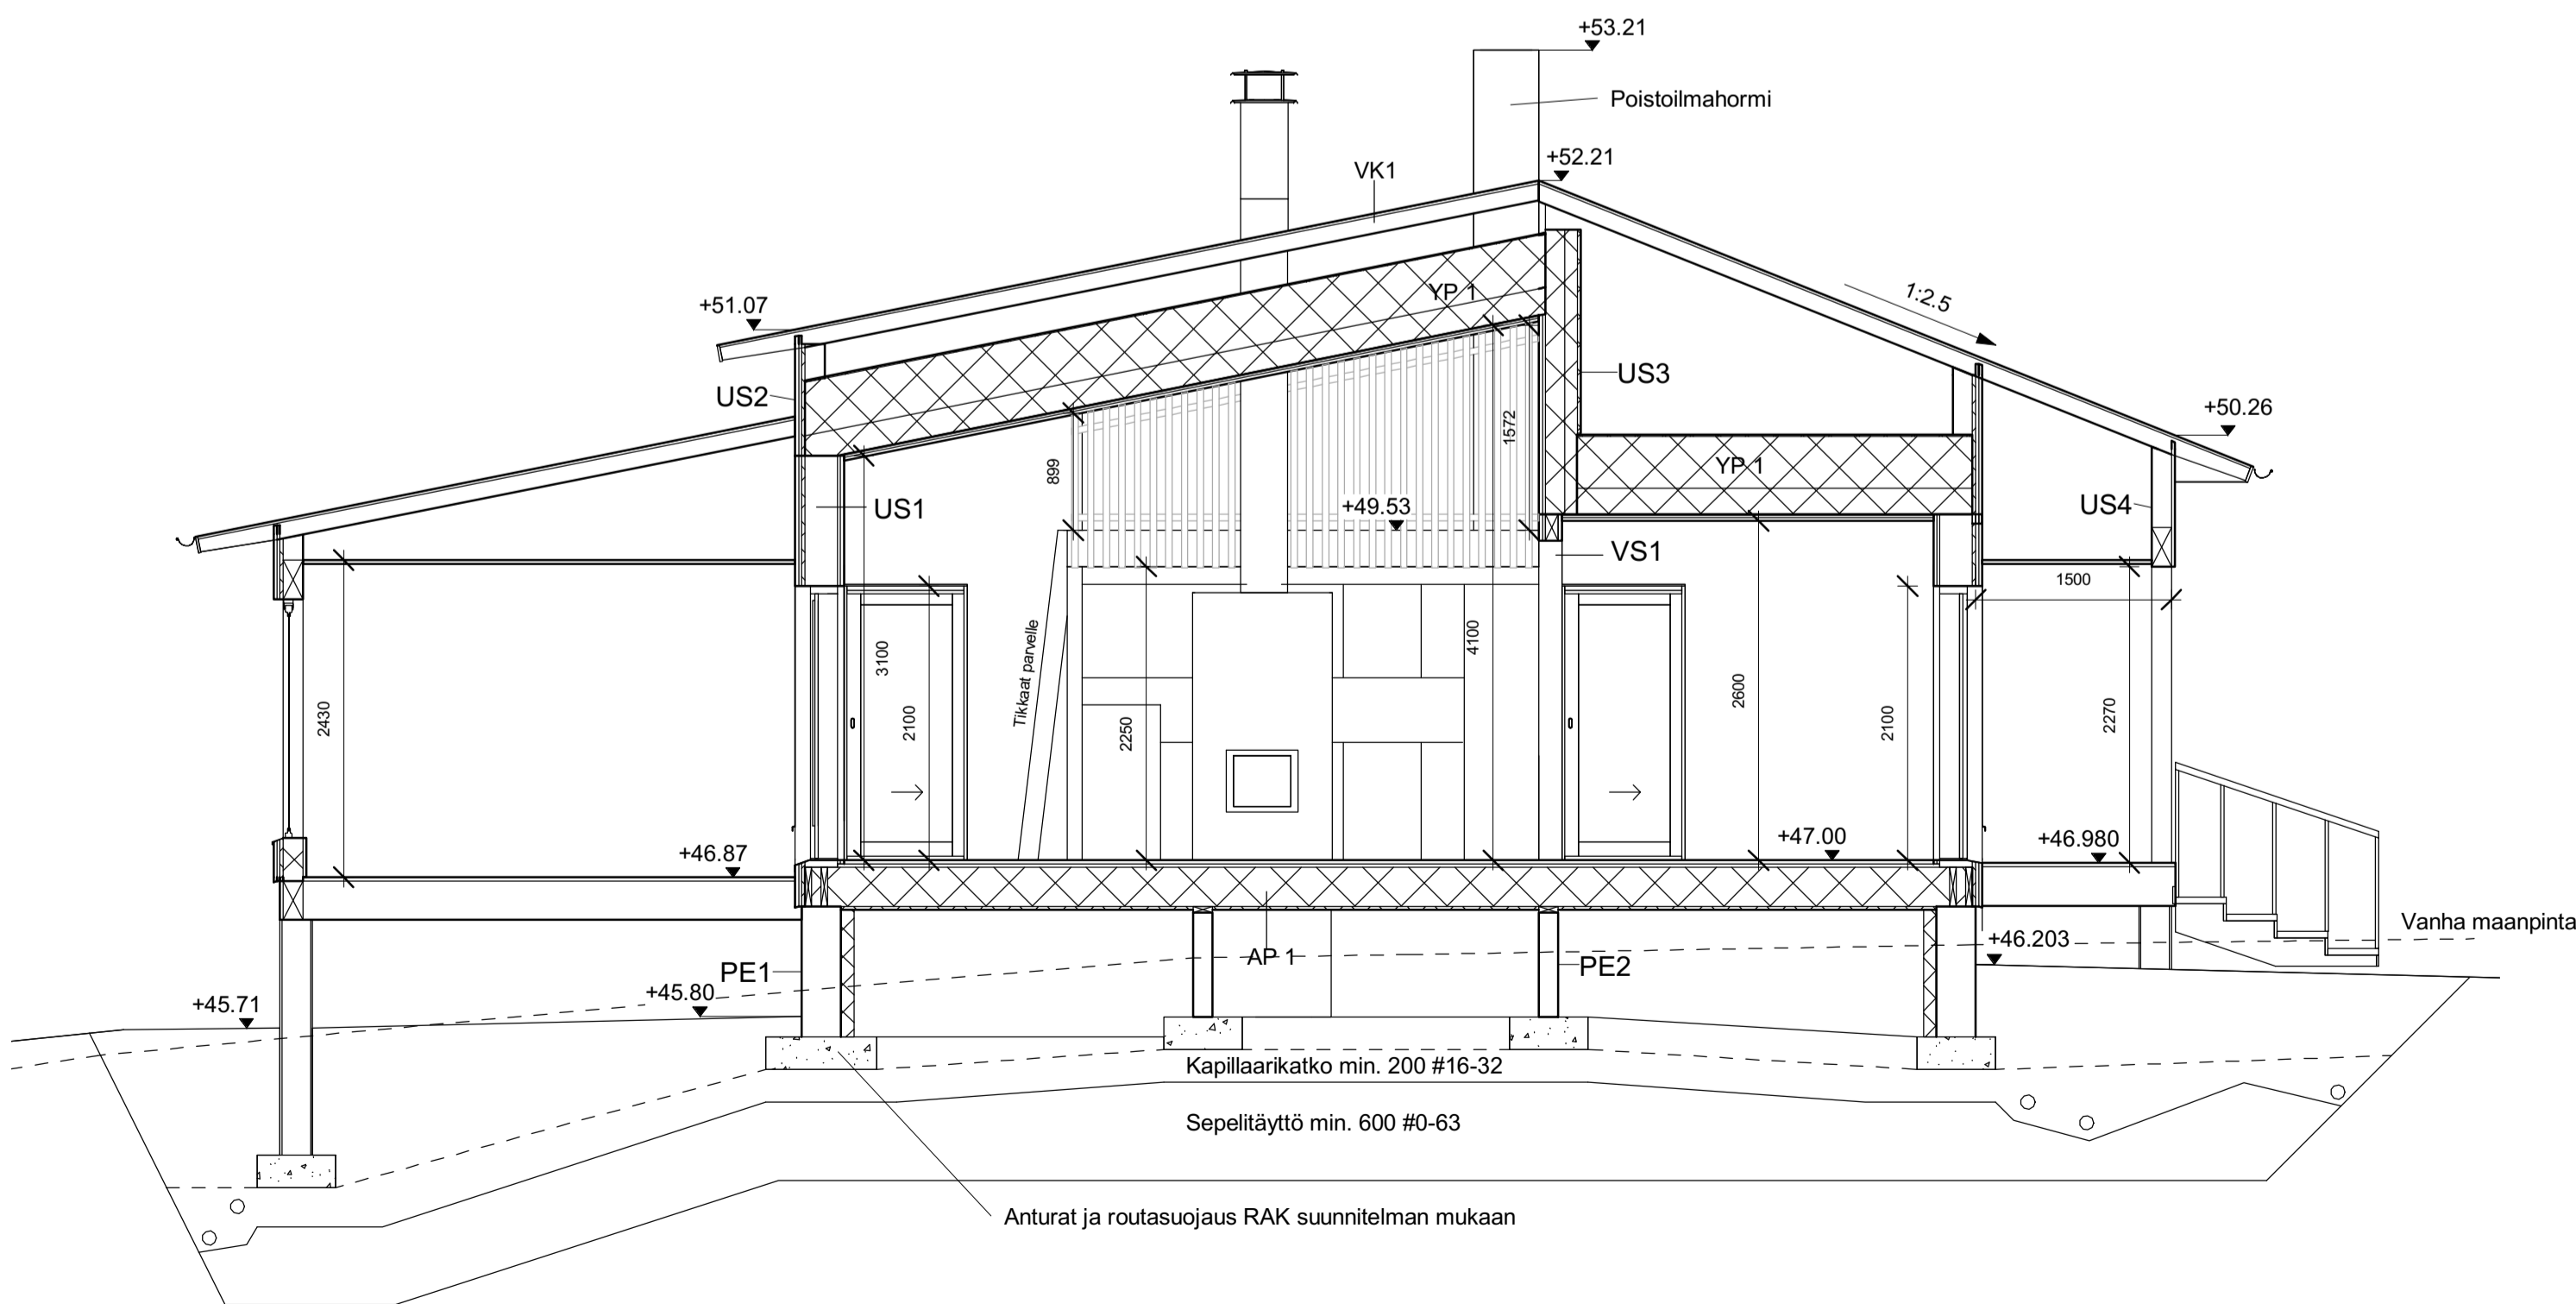 +53.21
Poistoilmahormi
+52.21
VK1
+51.07
YP 1
1:2.5
US2
US3
+50.26
1572
899
YP 1
+49.53
US1
US4
VS1
1500
Tikkaat parvelle
3100
4100
2430
2100
2250
2600
2100
2270
+46.87
+47.00
+46.980
Vanha maanpinta
+46.203
AP 1
PE1
PE2
+45.80
+45.71
Kapillaarikatko min. 200 #16-32
Sepelitäyttö min. 600 #0-63
Anturat ja routasuojaus RAK suunnitelman mukaan